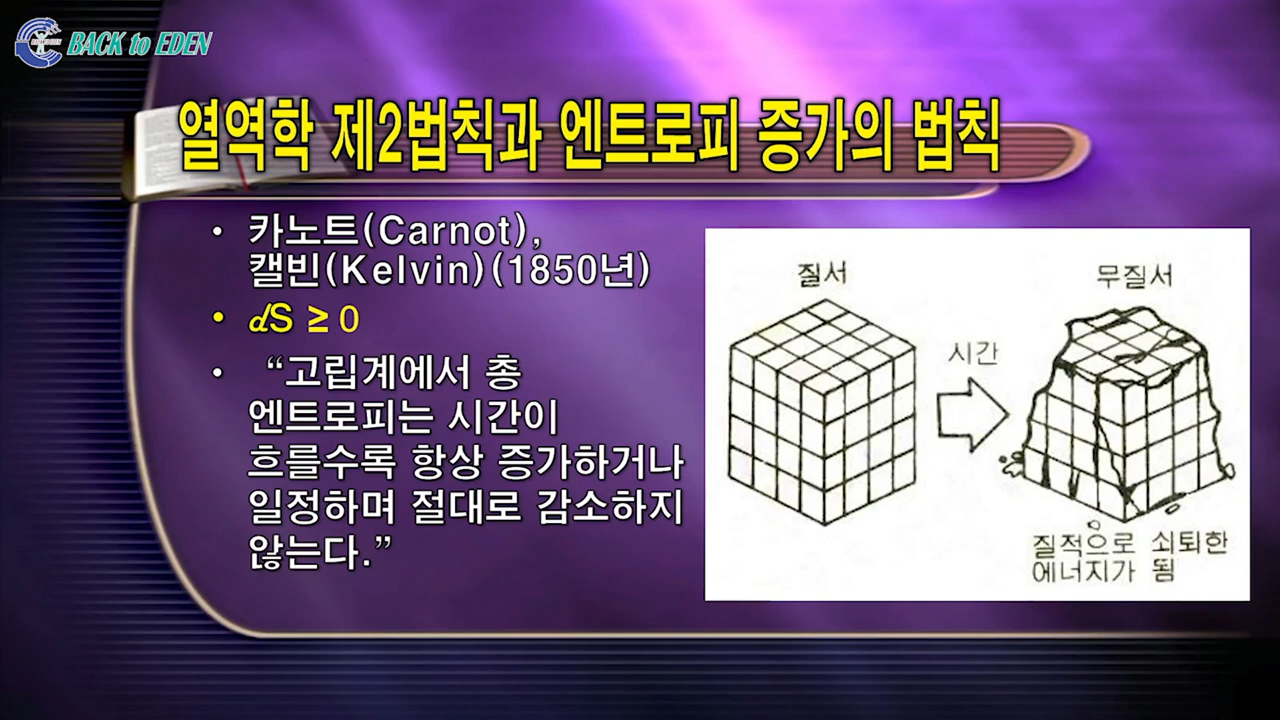 BACK to EDEN
열역학 제2법칙과 엔트로피 증가의 법칙
• 카노트(Carnot),
캘빈(Kelvin)(1850년)
• dS ≥ 0
• “고립계에서 총
엔트로피는 시간이
흐를수록 항상 증가하거나
일정하며 절대로 감소하지
않는다.”
질서
무질서
시간
질적으로 쇠퇴한
에너지가 됨